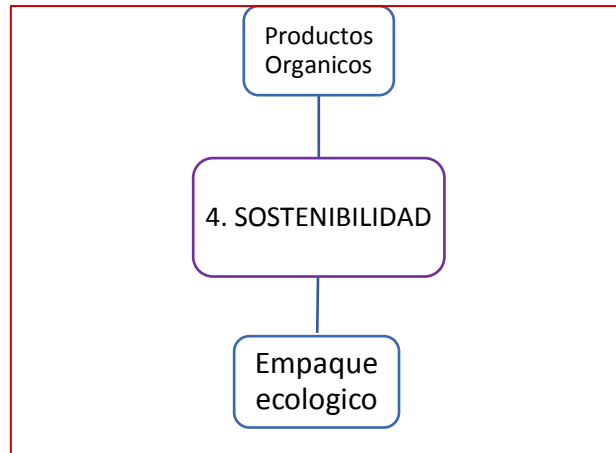 Productos
Organicos
4. SOSTENIBILIDAD
Empaque
ecologico